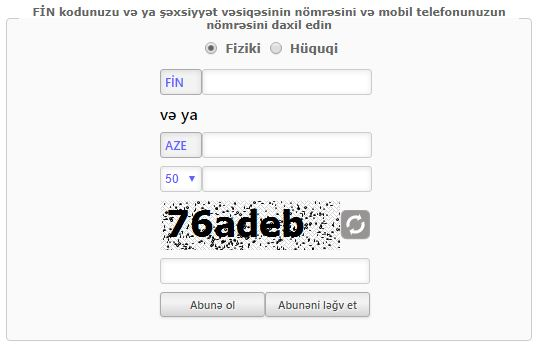 FİN kodunuzu və ya şəxsiyyət vəsiqəsinin nömrəsini və mobil telefonunuzun
nömrəsini daxil edin
Fiziki Hüquqi
FİN
və ya
AZE
50
76adeb
Abunə ol Abunəni ləğv et